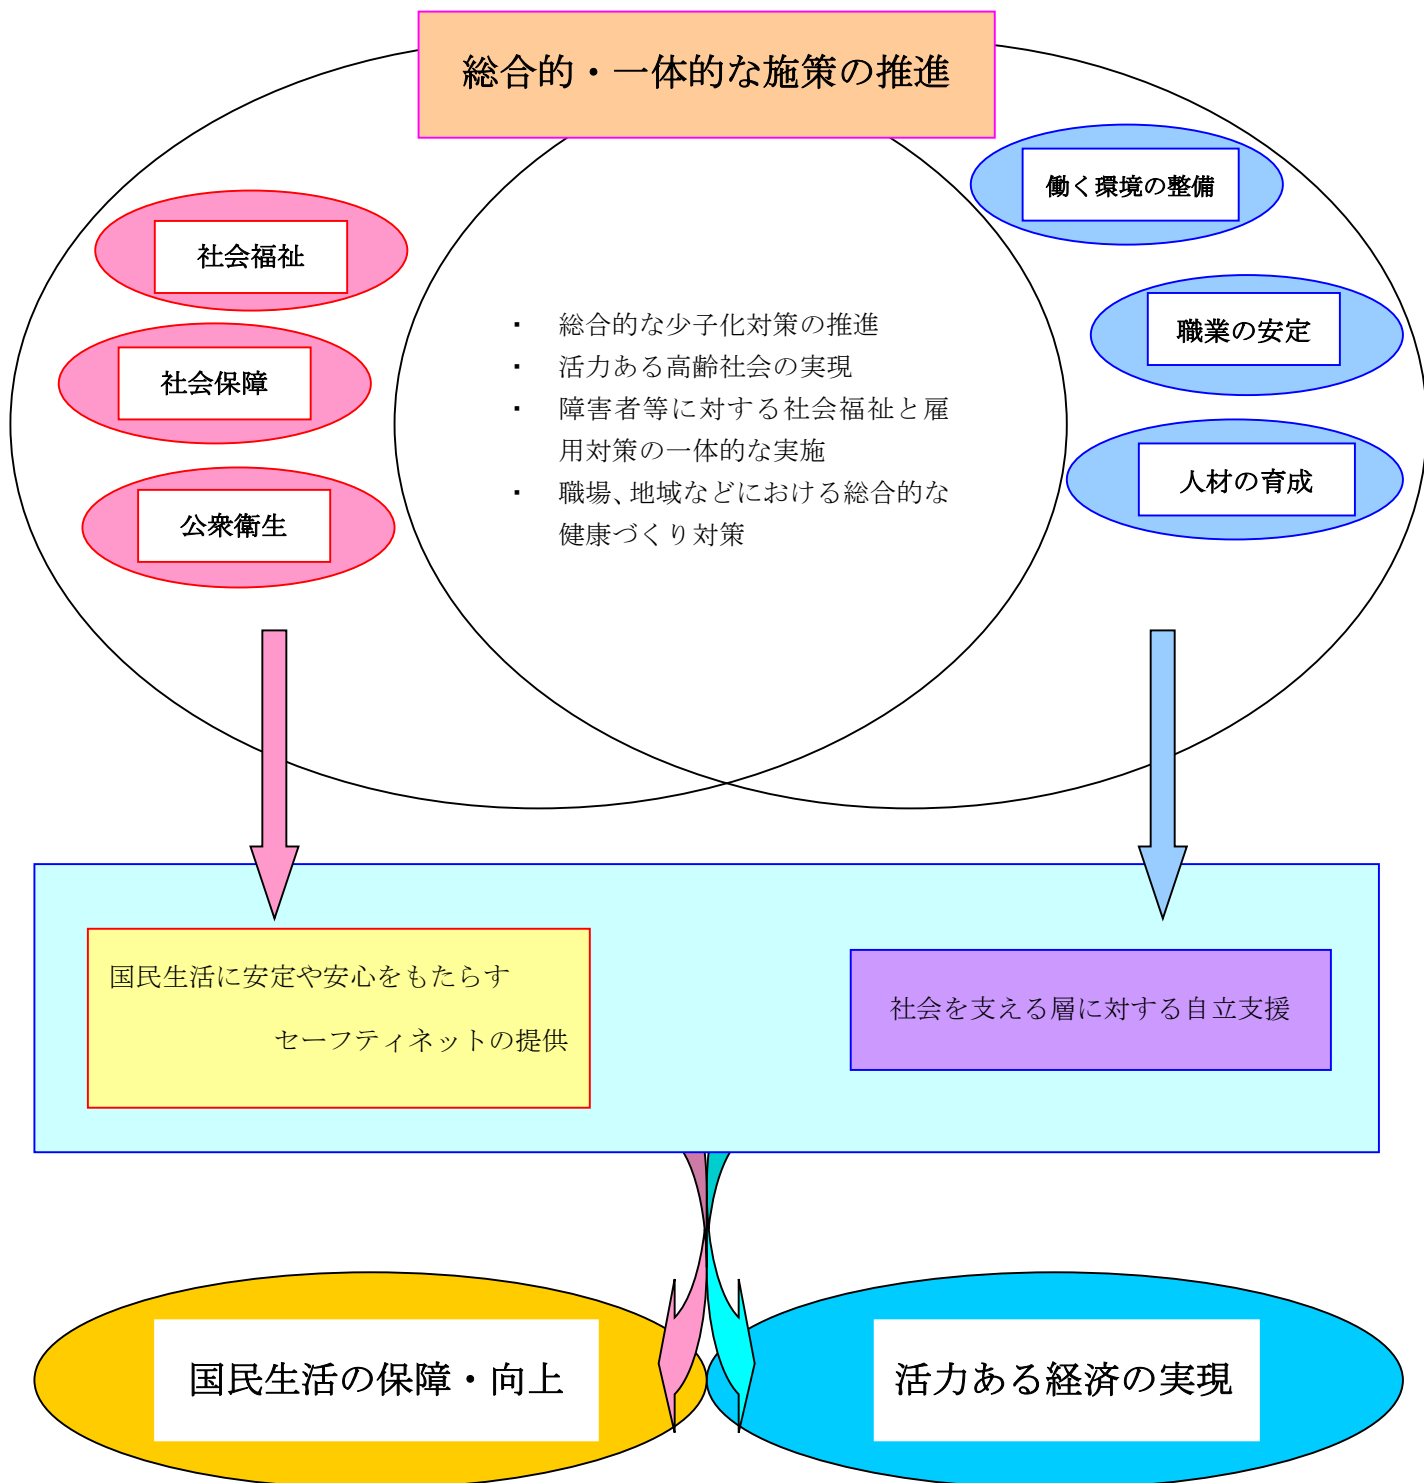 総合的・一体的な施策の推進
社会福祉
社会保障
公衆衛生
・ 総合的な少子化対策の推進
・ 活力ある高齢社会の実現
・ 障害者等に対する社会福祉と雇
用対策の一体的な実施
・ 職場、地域などにおける総合的な
健康づくり対策
働く環境の整備
職業の安定
人材の育成
国民生活に安定や安心をもたらす
セーフティネットの提供
社会を支える層に対する自立支援
国民生活の保障・向上
活力ある経済の実現